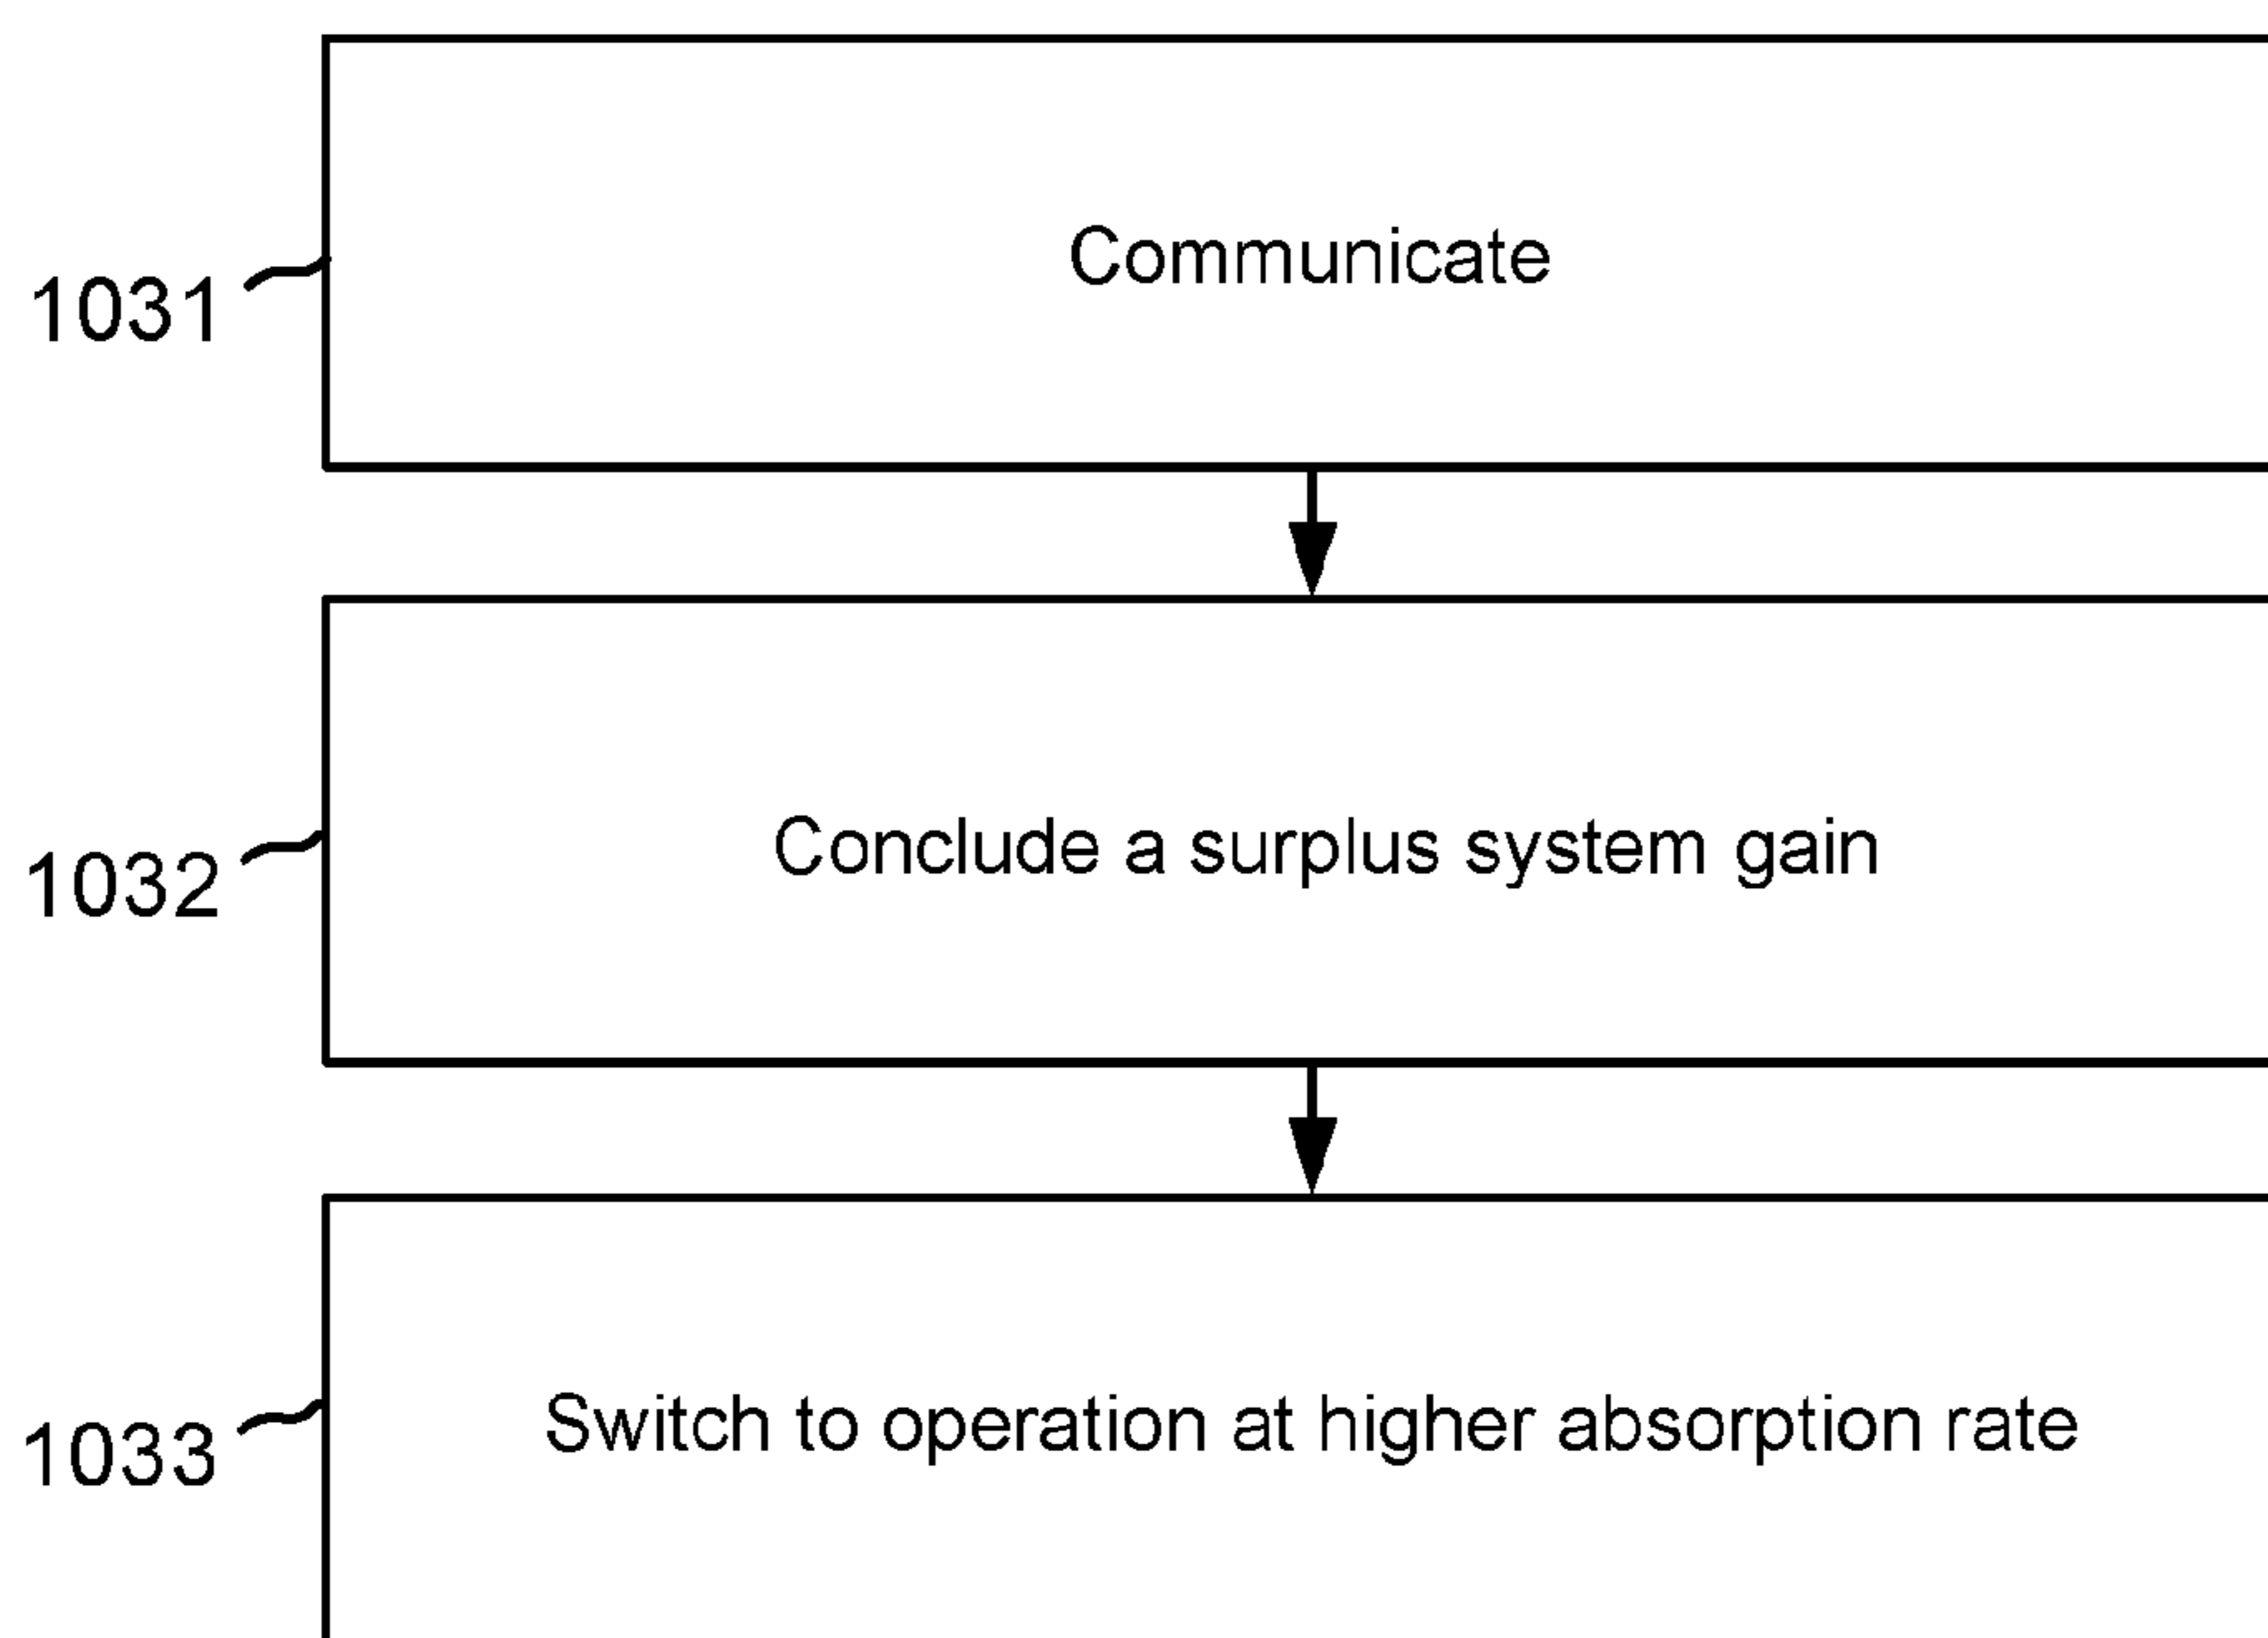 Communicate
1031
Conclude a surplus system gain
1032
Switch to operation at higher absorption rate
1033